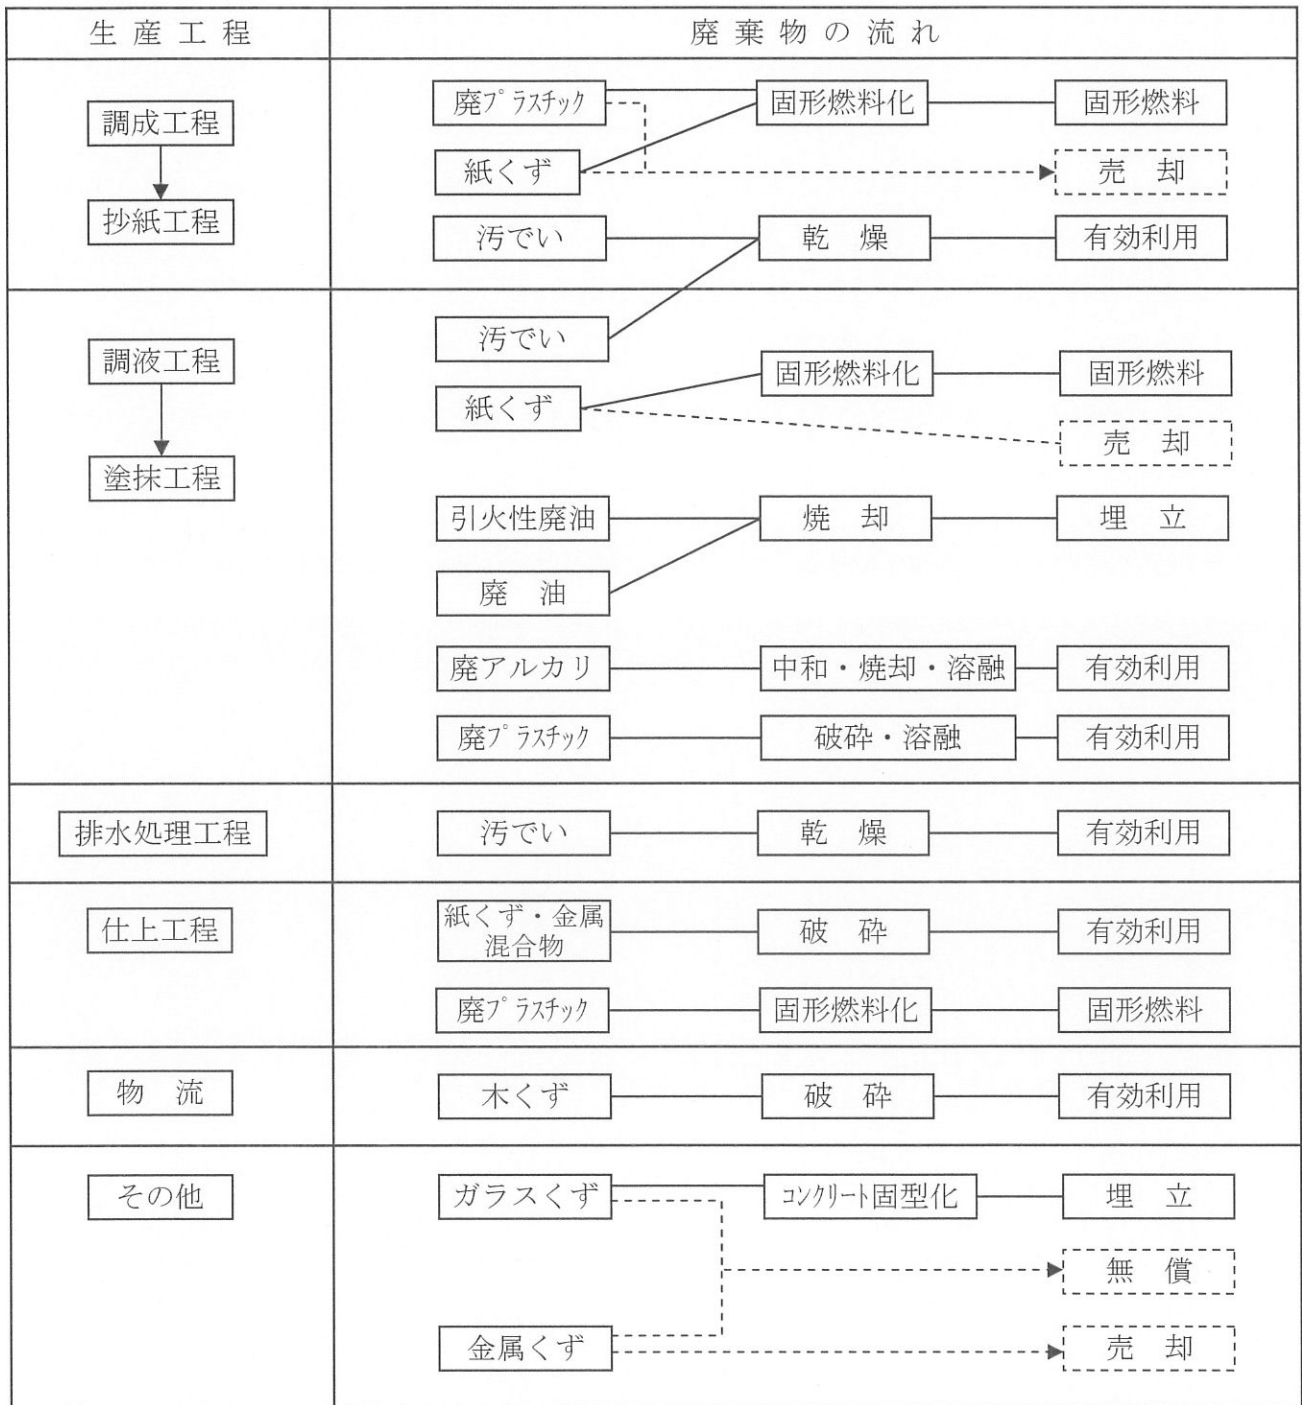 生産工程 廃棄物の流れ
調成工程
抄紙工程
廃プラスチック 固形燃料化 固形燃料
紙くず 売却
汚でい 乾燥 有効利用
調液工程
塗抹工程
汚でい
紙くず 固形燃料化 固形燃料
売却
引火性廃油 焼却 埋立
廃油
廃アルカリ 中和・焼却・溶融 有効利用
廃プラスチック 破砕・溶融 有効利用
排水処理工程 汚でい 乾燥 有効利用
仕上工程
紙くず・金属
混合物 破砕 有効利用
廃プラスチック 固形燃料化 固形燃料
物流 木くず 破砕 有効利用
その他 ガラスくず コンクリート固型化 埋立
無償
金属くず 売却